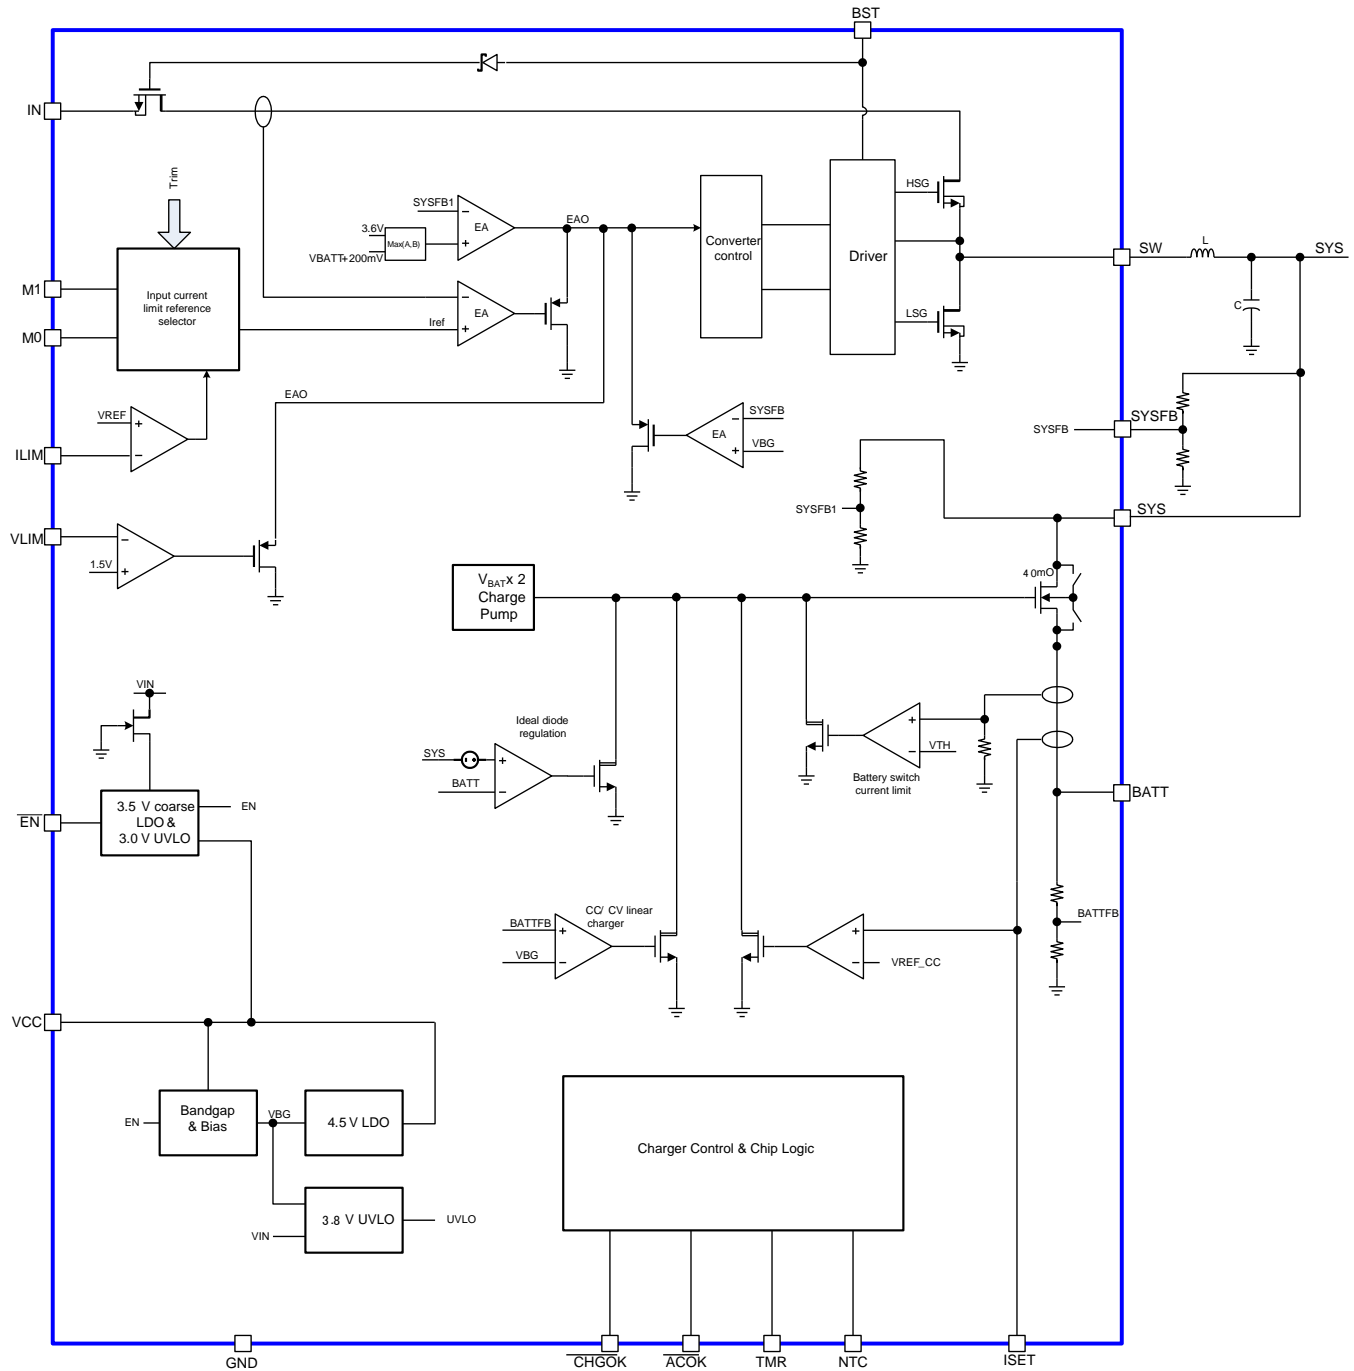 BST
IN
Trim
HSG
SYSFB1
−
EA
+
3.6V
Max(A,B)
VBATT+200mV
EAO
Converter
control
Driver
SW
L
SYS
C
M1
M0
Input current
limit reference
selector
Iref
−
EA
+
LSG
EAO
VREF
+
−
ILIM
SYSFB
−
EA
+
VBG
SYSFB
SYSFB
SYSFB1
SYS
VLIM
−
1.5V
+
40mO
VBAT x 2
Charge
Pump
VIN
Ideal diode
regulation
SYS
+
BATT
−
+
−
VTH
Battery switch
current limit
BATT
EN
3.5 V coarse
LDO &
3.0 V UVLO
EN
CC/ CV linear
charger
BATTFB
+
VBG
−
+
−
VREF_CC
BATTFB
VCC
EN
Bandgap
& Bias
VBG
4.5 V LDO
3.8 V UVLO
VIN
UVLO
Charger Control & Chip Logic
GND
CHGOK
ACOK
TMR
NTC
ISET